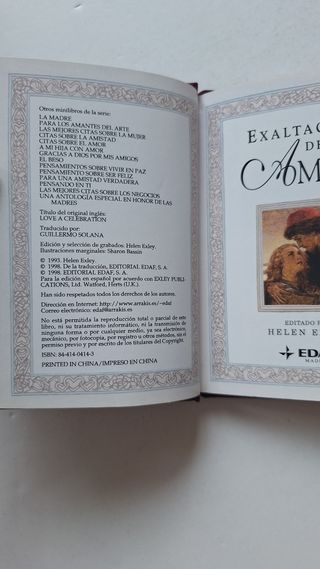 Otros minilibros de la serie:
LA MADRE
PARA LOS AMANTES DEL ARTE
LAS MEJORES CITAS SOBRE LA MUJER
CITAS SOBRE LA AMISTAD
CITAS SOBRE EL AMOR
A MI HIJA CON AMOR
GRACIAS A DIOS POR MIS AMIGOS
EL BESO
PENSAMIENTOS SOBRE VIVIR EN PAZ
PENSAMIENTO SOBRE SER FELIZ
PARA UNA AMISTAD VERDADERA
PENSANDO EN TI
LAS MEJORES CITAS SOBRE LOS NEGOCIOS
UNA ANTOLOGÍA ESPECIAL EN HONOR DE LAS
MADRES
Título del original inglés:
LOVE A CELEBRATION
Traducido por:
GUILLERMO SOLANA
Edición y selección de grabados: Helen Exley.
Ilustraciones marginales: Sharon Bassin
© 1993. Helen Exley.
© 1998. De la traducción, EDITORIAL EDAF, S. A.
© 1998. EDITORIAL EDAF, S. A.
Para la edición en español por acuerdo con EXLEY PUBLI-
CATIONS, Ltd. Watford, Herts (U.K.).
Han sido respetados todos los derechos de los autores.
Dirección en Internet: http://www.arrakis.es/~edaf
Correo electrónico: edaf@arrakis.es
No está permitida la reproducción total o parcial de este
libro, ni su tratamiento informático, ni la transmisión de
ninguna forma o por cualquier medio, ya sea electrónico,
mecánico, por fotocopia, por registro u otros métodos, sin el
permiso previo y por escrito de los titulares del Copyright.
ISBN: 84-414-0414-3
PRINTED IN CHINA/IMPRESO EN CHINA
EXALTAC
DE
AM
EDITADO P
HELEN E
EDA
MAD